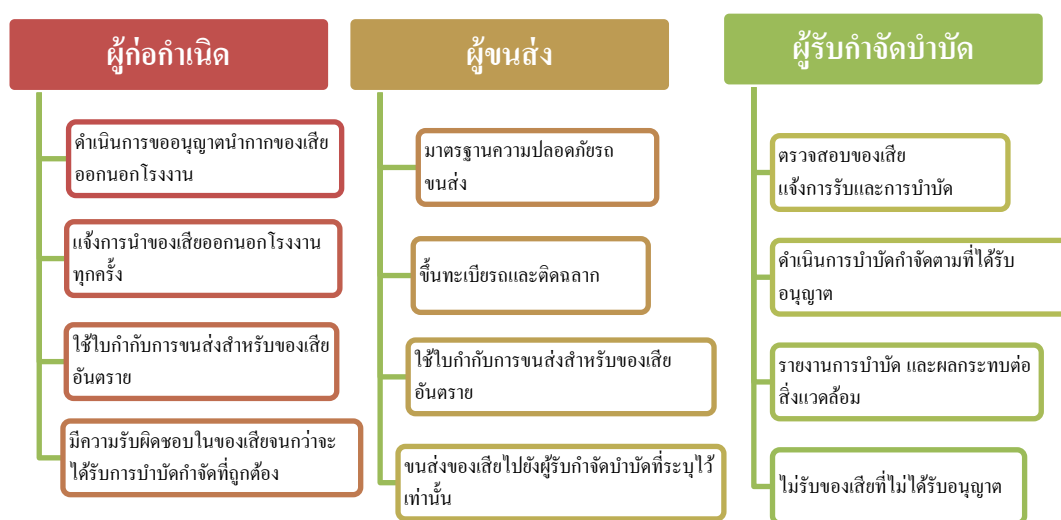 ผู้ก่อกำเนิด
ดำเนินการขออนุญาตนำกากของเสีย
ออกนอกโรงงาน
แจ้งการนำของเสียออกนอกโรงงาน
ทุกครั้ง
ใช้ใบกำกับการขนส่งสำหรับของเสีย
อันตราย
มีความรับผิดชอบในของเสียจนกว่าจะ
ได้รับการบำบัดกำจัดที่ถูกต้อง
ผู้ขนส่ง
มาตรฐานความปลอดภัยรถ
ขนส่ง
ขึ้นทะเบียรถและติดฉลาก
ใช้ใบกำกับการขนส่งสำหรับของเสีย
อันตราย
ขนส่งของเสียไปยังผู้รับกำจัดบำบัดที่ระบุไว้
เท่านั้น
ผู้รับกำจัดบำบัด
ตรวจสอบของเสีย
แจ้งการรับและการบำบัด
ดำเนินการบำบัดกำจัดตามที่ได้รับ
อนุญาต
รายงานการบำบัด และผลกระทบต่อ
สิ่งแวดล้อม
ไม่รับของเสียที่ไม่ได้รับอนุญาต